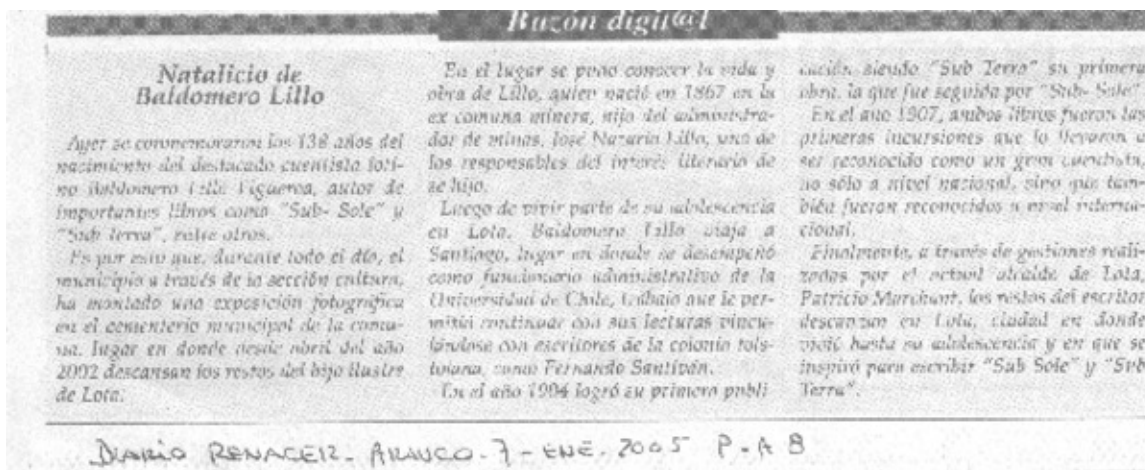 Buzón digit@l
Natalicio de
Baldomero Lillo
Ayer se conmemoraron los 138 años del
nacimiento del destacado cuentista loti-
no Baldomero Lillo Figueroa, autor de
importantes libros como "Sub- Sole" y
"Sub Terra", entre otros.
Es por esto que, durante todo el día, el
municipio a través de la sección cultura,
ha montado una exposición fotográfica
en el cementerio municipal de la comu-
na. Lugar en donde desde abril del año
2002 descansan los restos del hijo ilustre
de Lota.
En el lugar se pudo conocer la vida y
obra de Lillo, quien nació en 1867 en la
ex comuna minera, hijo del administra-
dor de minas, José Nazario Lillo, uno de
los responsables del interés literario de
se hijo.
Luego de vivir parte de su adolescencia
en Lota, Baldomero Lillo viaja a
Santiago, lugar en donde se desempeñó
como funcionario administrativo de la
Universidad de Chile, trabajo que le per-
mitió continuar con sus lecturas vincu-
lándose con escritores de la colonia tols-
toiana, como Fernando Santiván.
En el año 1904 logró su primera publi-
cación siendo "Sub Terra" su primera
obra, la que fue seguida por "Sub- Sole".
En el año 1907, ambos libros fueron las
primeras incursiones que lo llevaron a
ser reconocido como un gran cuentista,
no sólo a nivel nacional, sino que tam-
bién fueron reconocidos a nivel interna-
cional.
Finalmente, a través de gestiones reali-
zadas por el actual alcalde de Lota,
Patricio Marchant, los restos del escritor
descansan en Lota, ciudad en donde
vivió hasta su adolescencia y en que se
inspiró para escribir "Sub Sole" y "Sub
Terra".
DIARIO RENACER - ARAUCO - 7 - ENE. 2005 P. A 8